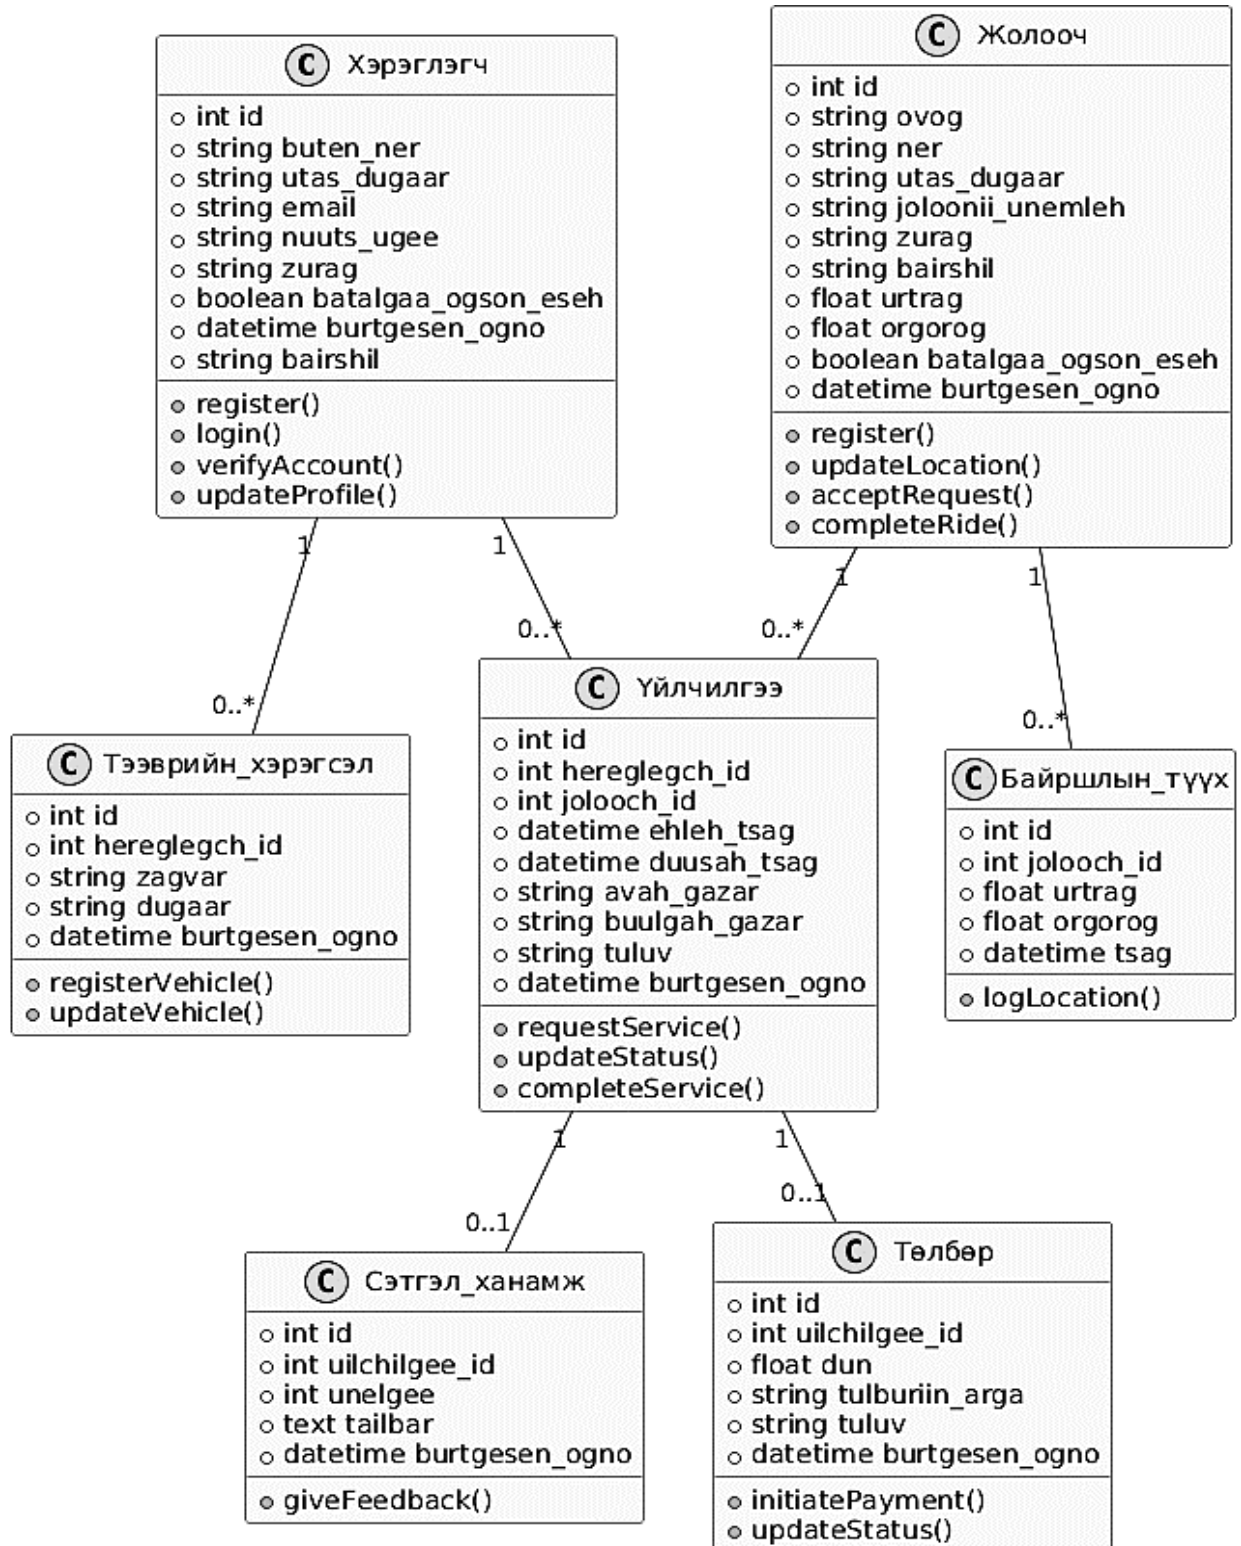 C Хэрэглэгч
int id
string buten_ner
string utas_dugaar
string email
string nuuts_ugee
string zurag
boolean batalgaa_ogson_eseh
datetime burtgesen_ogno
string bairshil
register()
login()
verifyAccount()
updateProfile()
C Жолооч
int id
string ovog
string ner
string utas_dugaar
string joloonii_unemleh
string zurag
string bairshil
float urtrag
float orgorog
boolean batalgaa_ogson_eseh
datetime burtgesen_ogno
register()
updateLocation()
acceptRequest()
completeRide()
1
1
1
1
0..*
0..*
0..*
0..*
C Тээврийн_хэрэгсэл
int id
int hereglegch_id
string zagvar
string dugaar
datetime burtgesen_ogno
registerVehicle()
updateVehicle()
C Үйлчилгээ
int id
int hereglegch_id
int jolooch_id
datetime ehleh_tsag
datetime duusah_tsag
string avah_gazar
string buulgah_gazar
string tuluv
datetime burtgesen_ogno
requestService()
updateStatus()
completeService()
C Байршлын_түүх
int id
int jolooch_id
float urtrag
float orgorog
datetime tsag
logLocation()
1
1
0..1
0..1
C Сэтгэл_ханамж
int id
int uilchilgee_id
int unelgee
text tailbar
datetime burtgesen_ogno
giveFeedback()
C Төлбөр
int id
int uilchilgee_id
float dun
string tulburiin_arga
string tuluv
datetime burtgesen_ogno
initiatePayment()
updateStatus()